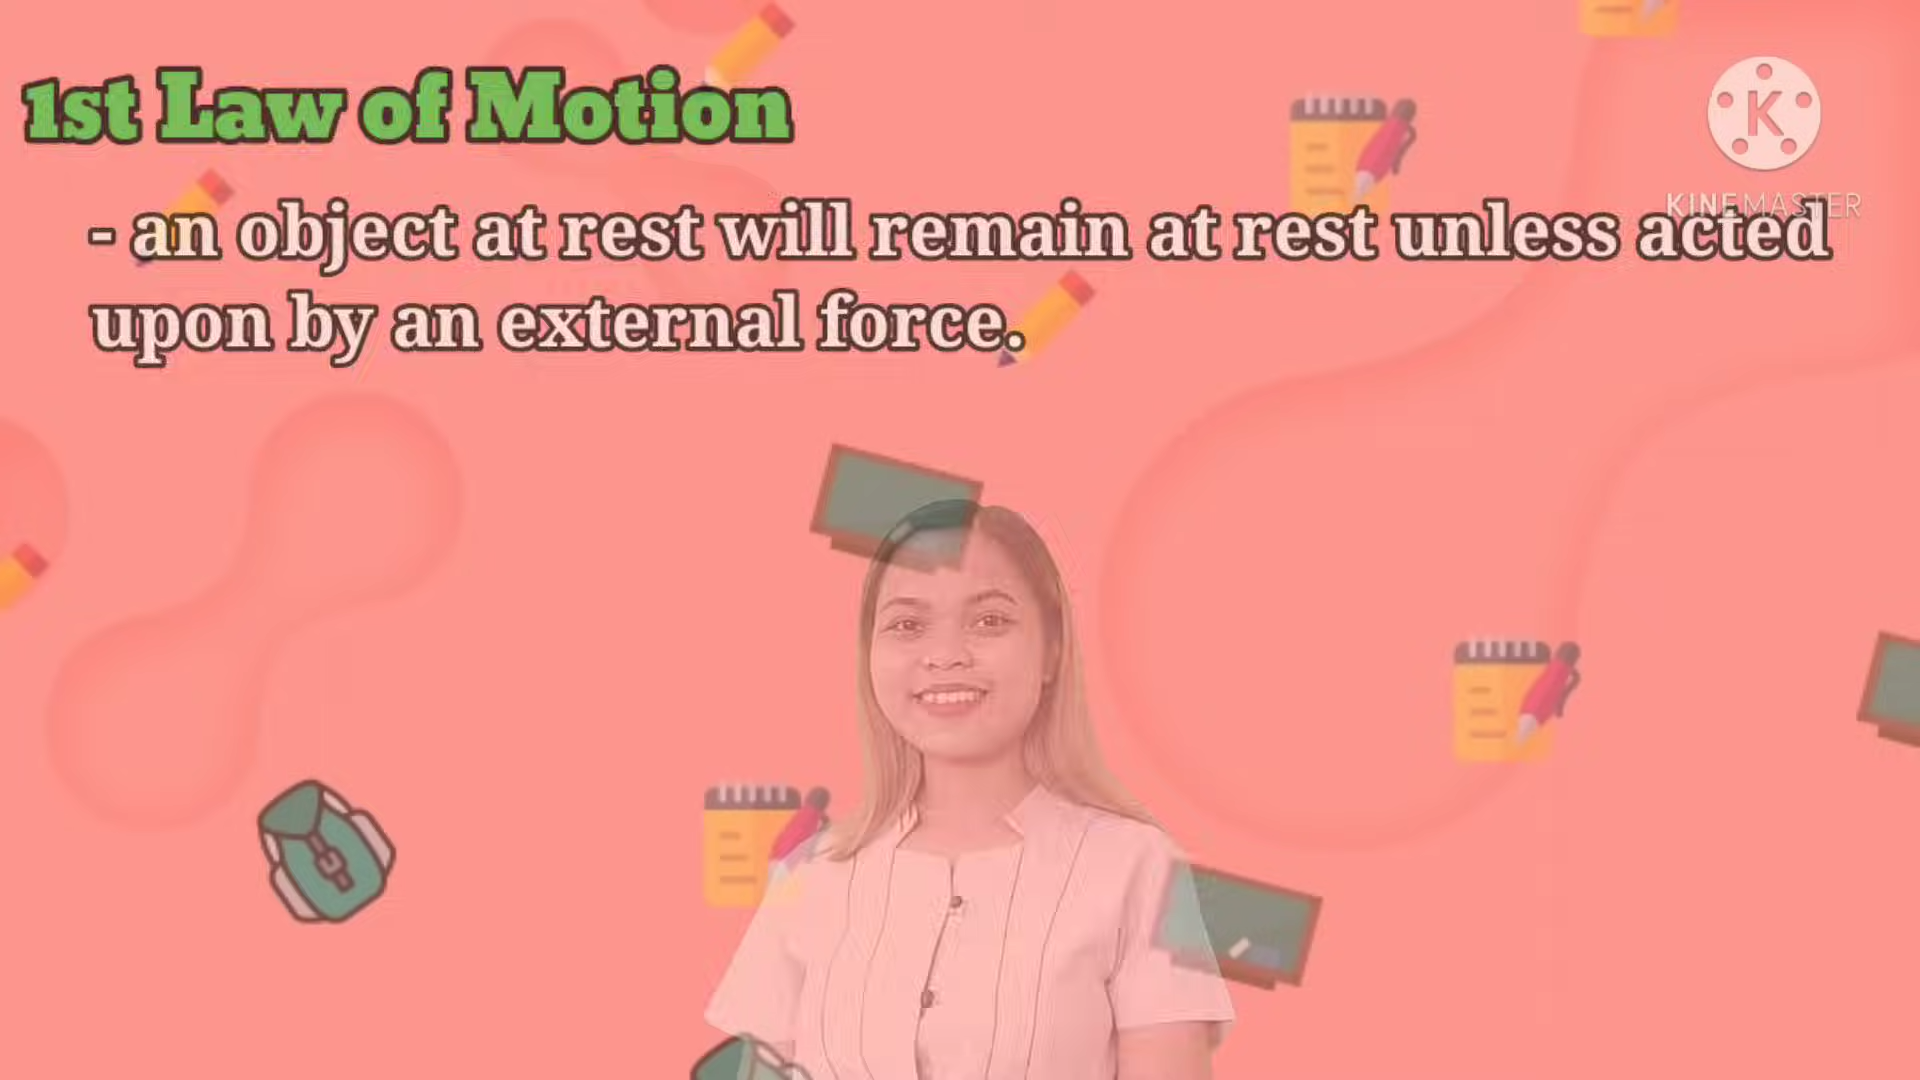 1st Law of Motion
- an object at rest will remain at rest unless acted
upon by an external force.
K
KINEMASTER